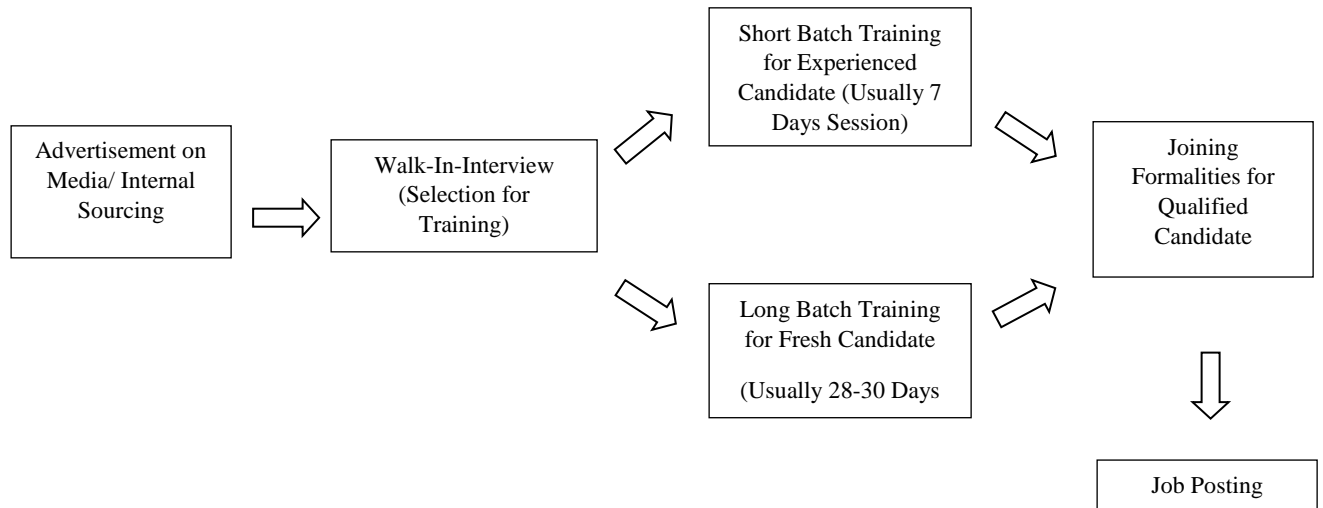 Advertisement on
Media/ Internal
Sourcing
Walk-In-Interview
(Selection for
Training)
Short Batch Training
for Experienced
Candidate (Usually 7
Days Session)
Long Batch Training
for Fresh Candidate
(Usually 28-30 Days
Joining
Formalities for
Qualified
Candidate
Job Posting